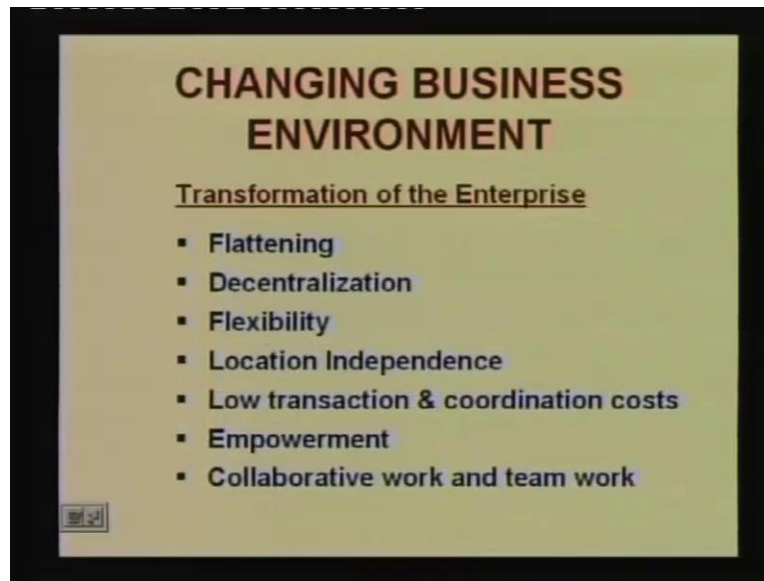 CHANGING BUSINESS
ENVIRONMENT
Transformation of the Enterprise
▪ Flattening
▪ Decentralization
▪ Flexibility
▪ Location Independence
▪ Low transaction & coordination costs
▪ Empowerment
▪ Collaborative work and team work